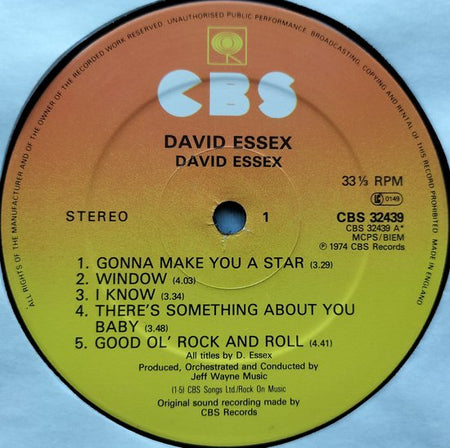 ALL RIGHTS OF THE MANUFACTURER AND OF THE OWNER OF THE RECORDED WORK RESERVED. UNAUTHORISED PUBLIC PERFORMANCE, BROADCASTING, COPYING AND RENTAL OF THIS RECORD PROHIBITED. MADE IN ENGLAND
CBS
DAVID ESSEX
DAVID ESSEX
33⅓ RPM
0149
STEREO
1
CBS 32439
CBS 32439 A*
MCPS/BIEM
℗ 1974 CBS Records
1. GONNA MAKE YOU A STAR (3.29)
2. WINDOW (4.03)
3. I KNOW (3.34)
4. THERE'S SOMETHING ABOUT YOU
BABY (3.48)
5. GOOD OL' ROCK AND ROLL (4.41)
All titles by D. Essex
Produced, Orchestrated and Conducted by
Jeff Wayne Music
(1-5) CBS Songs Ltd./Rock On Music
Original sound recording made by
CBS Records